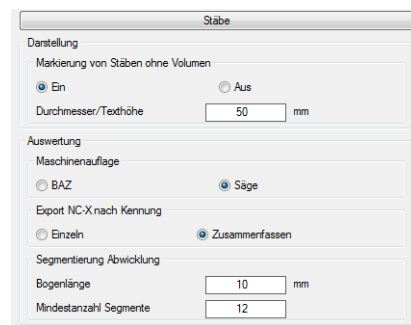 Stäbe
Darstellung
Markierung von Stäben ohne Volumen
Ein Aus
Durchmesser/Texthöhe 50 mm
Auswertung
Maschinenauflage
BAZ Säge
Export NC-X nach Kennung
Einzeln Zusammenfassen
Segmentierung Abwicklung
Bogenlänge 10 mm
Mindestanzahl Segmente 12